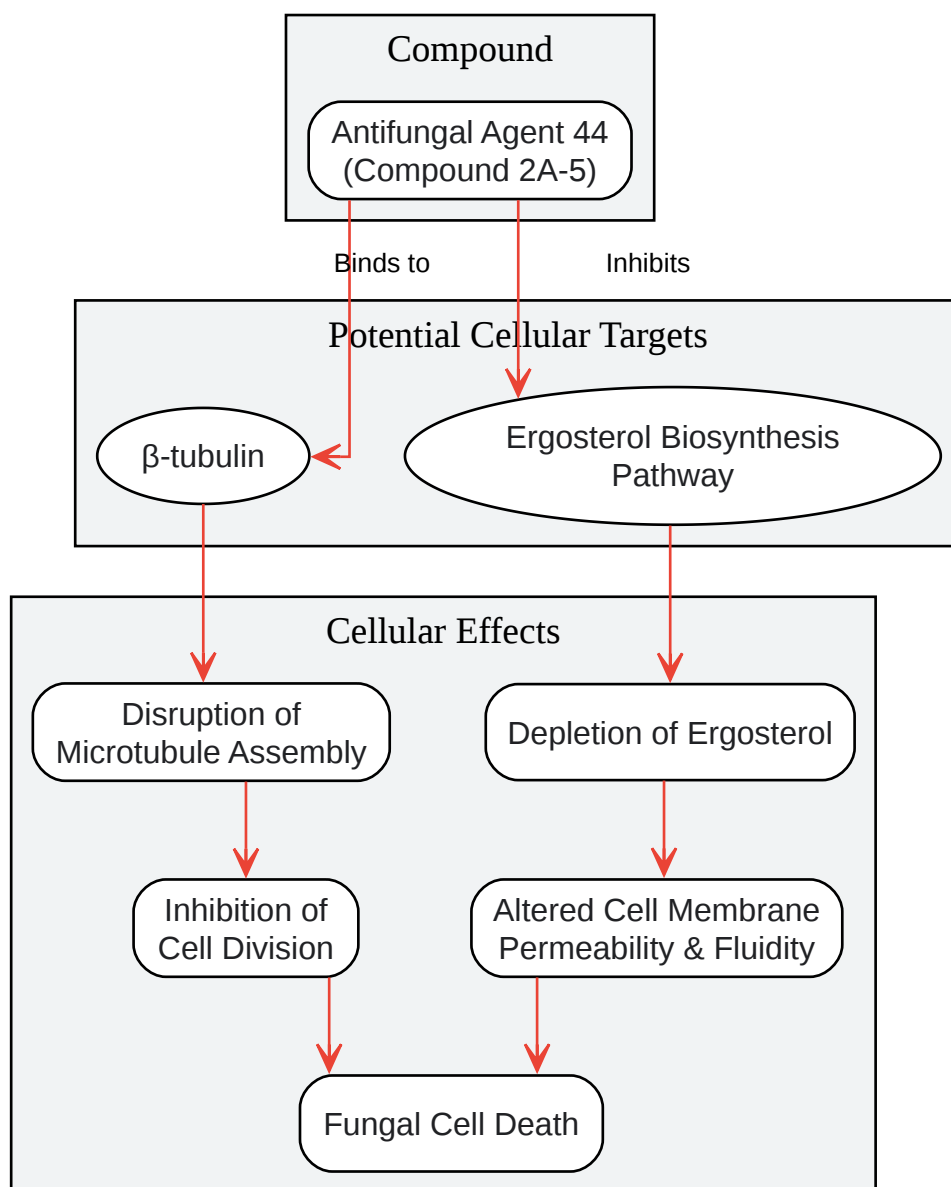 Compound
Antifungal Agent 44
(Compound 2A-5)
Binds to
Inhibits
Potential Cellular Targets
β-tubulin
Ergosterol Biosynthesis
Pathway
Cellular Effects
Disruption of
Microtubule Assembly
Depletion of Ergosterol
Inhibition of
Cell Division
Altered Cell Membrane
Permeability & Fluidity
Fungal Cell Death